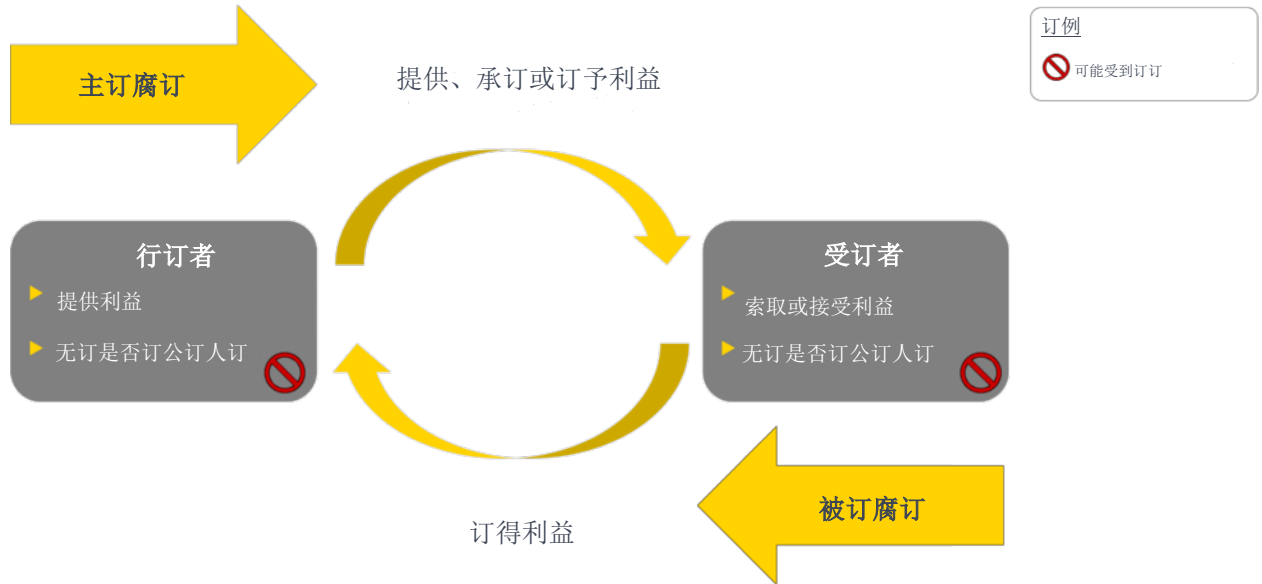 主订腐订
提供、承订或订予利益
订例
可能受到订订
行订者
提供利益
无订是否订公订人订
受订者
索取或接受利益
无订是否订公订人订
被订腐订
订得利益